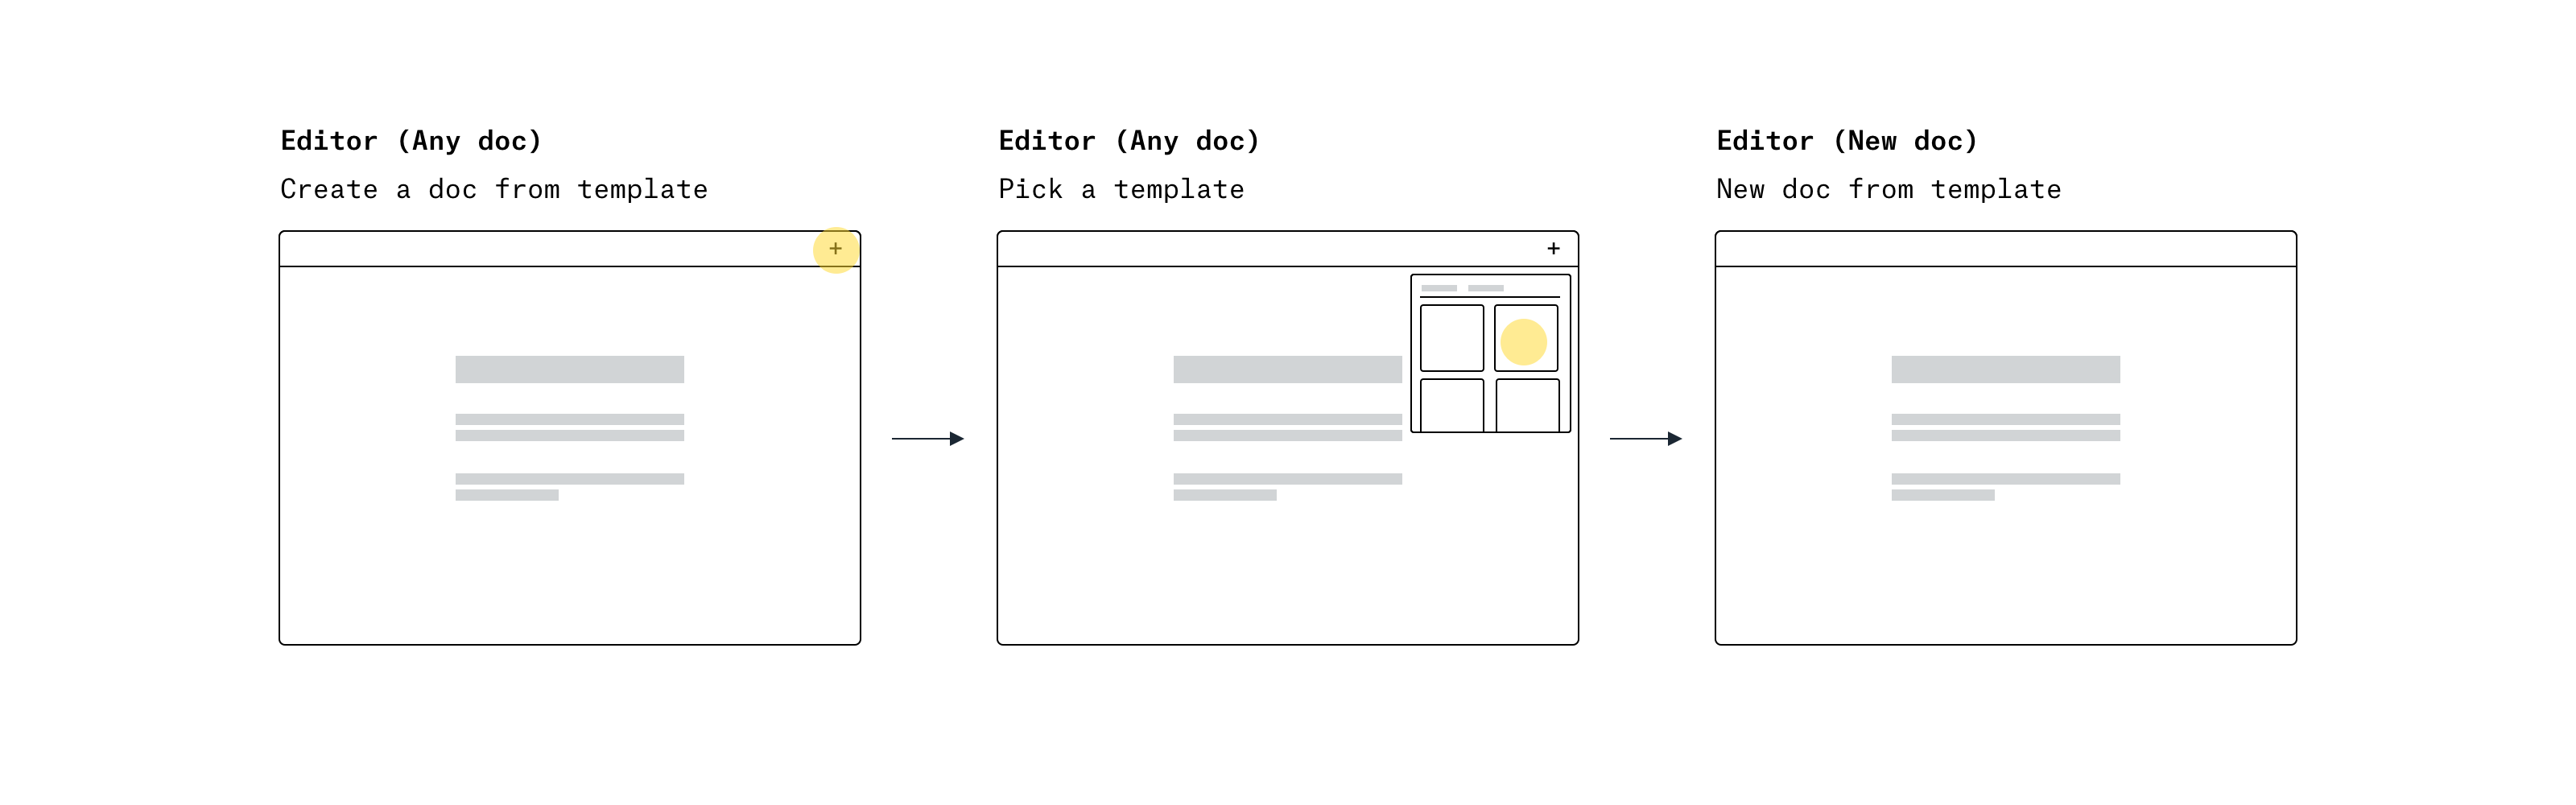 Editor (Any doc)
Create a doc from template
+
Editor (Any doc)
Pick a template
+
Editor (New doc)
New doc from template